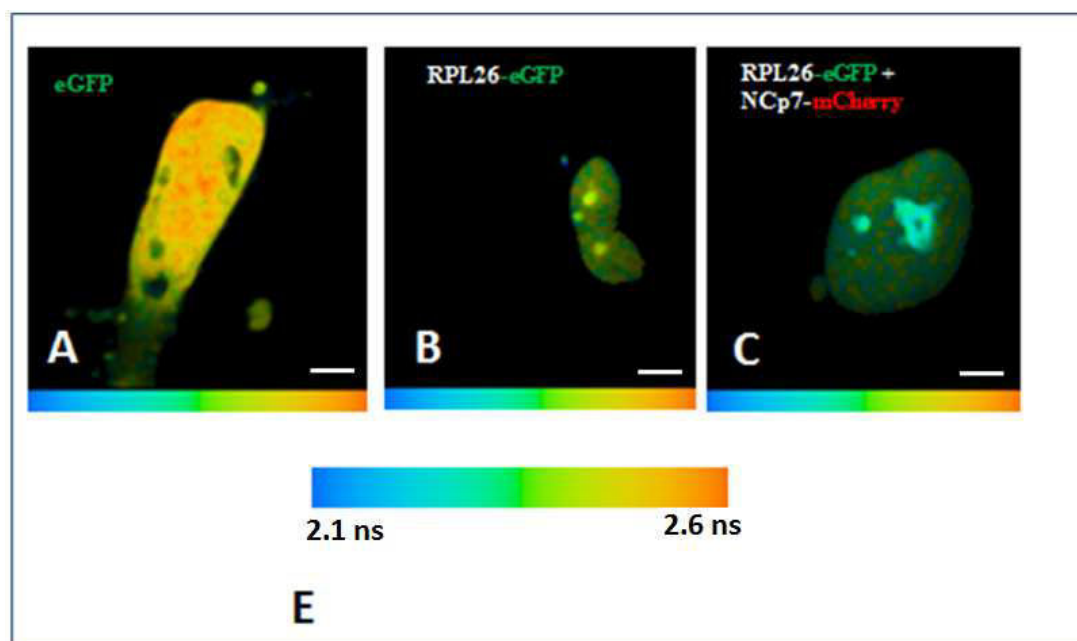 eGFP
RPL26-eGFP
RPL26-eGFP +
NCp7-mCherry
A
B
C
2.1 ns
2.6 ns
E